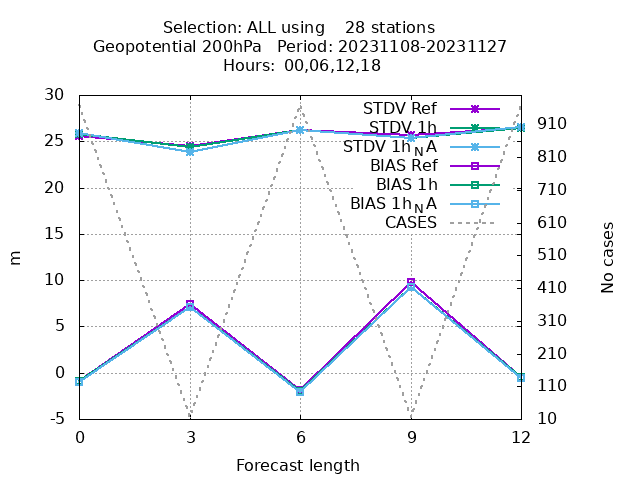 Selection: ALL using    28 stations
Geopotential 200hPa   Period: 20231108-20231127
Hours: 00,06,12,18
STDV Ref
STDV 1h
STDV 1hNA
BIAS Ref
BIAS 1h
BIAS 1hNA
CASES
30
25
20
15
10
5
0
-5
m
910
810
710
610
510
410
310
210
110
10
No cases
0 3 6 9 12
Forecast length